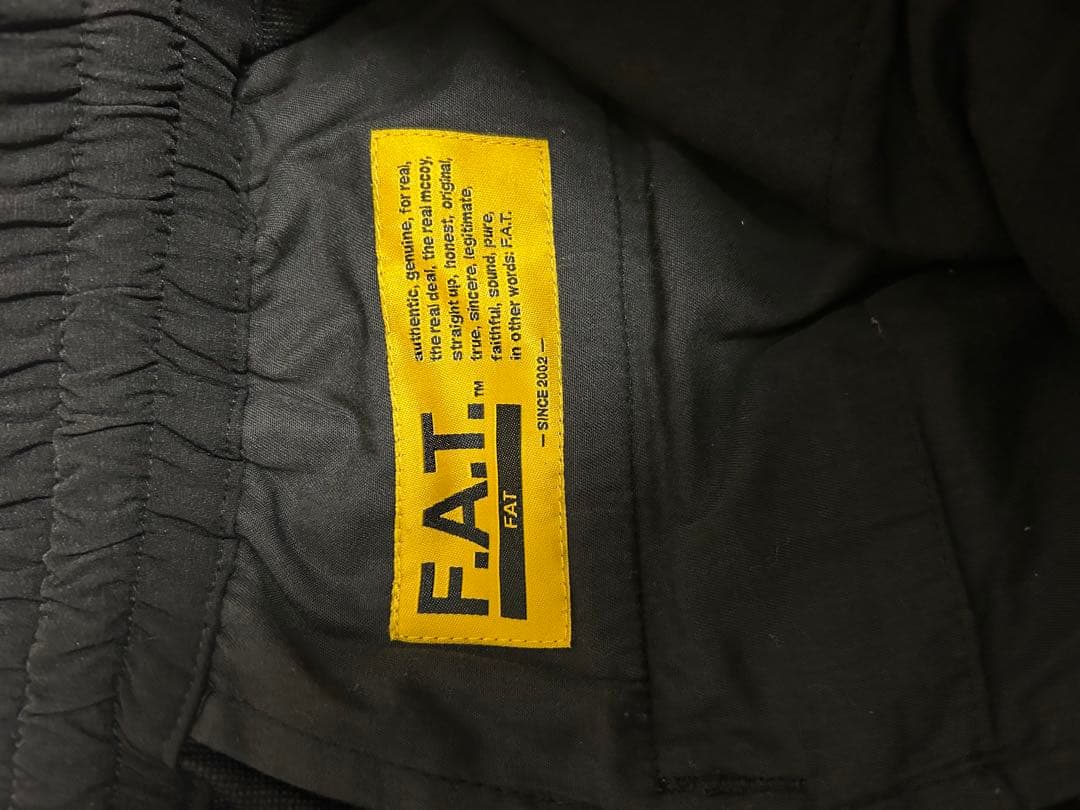 F.A.T.™
FAT
authentic, genuine, for real,
the real deal, the real mccoy,
straight up, honest, original,
true, sincere, legitimate,
faithful, sound, pure,
in other words: F.A.T.
— SINCE 2002 —